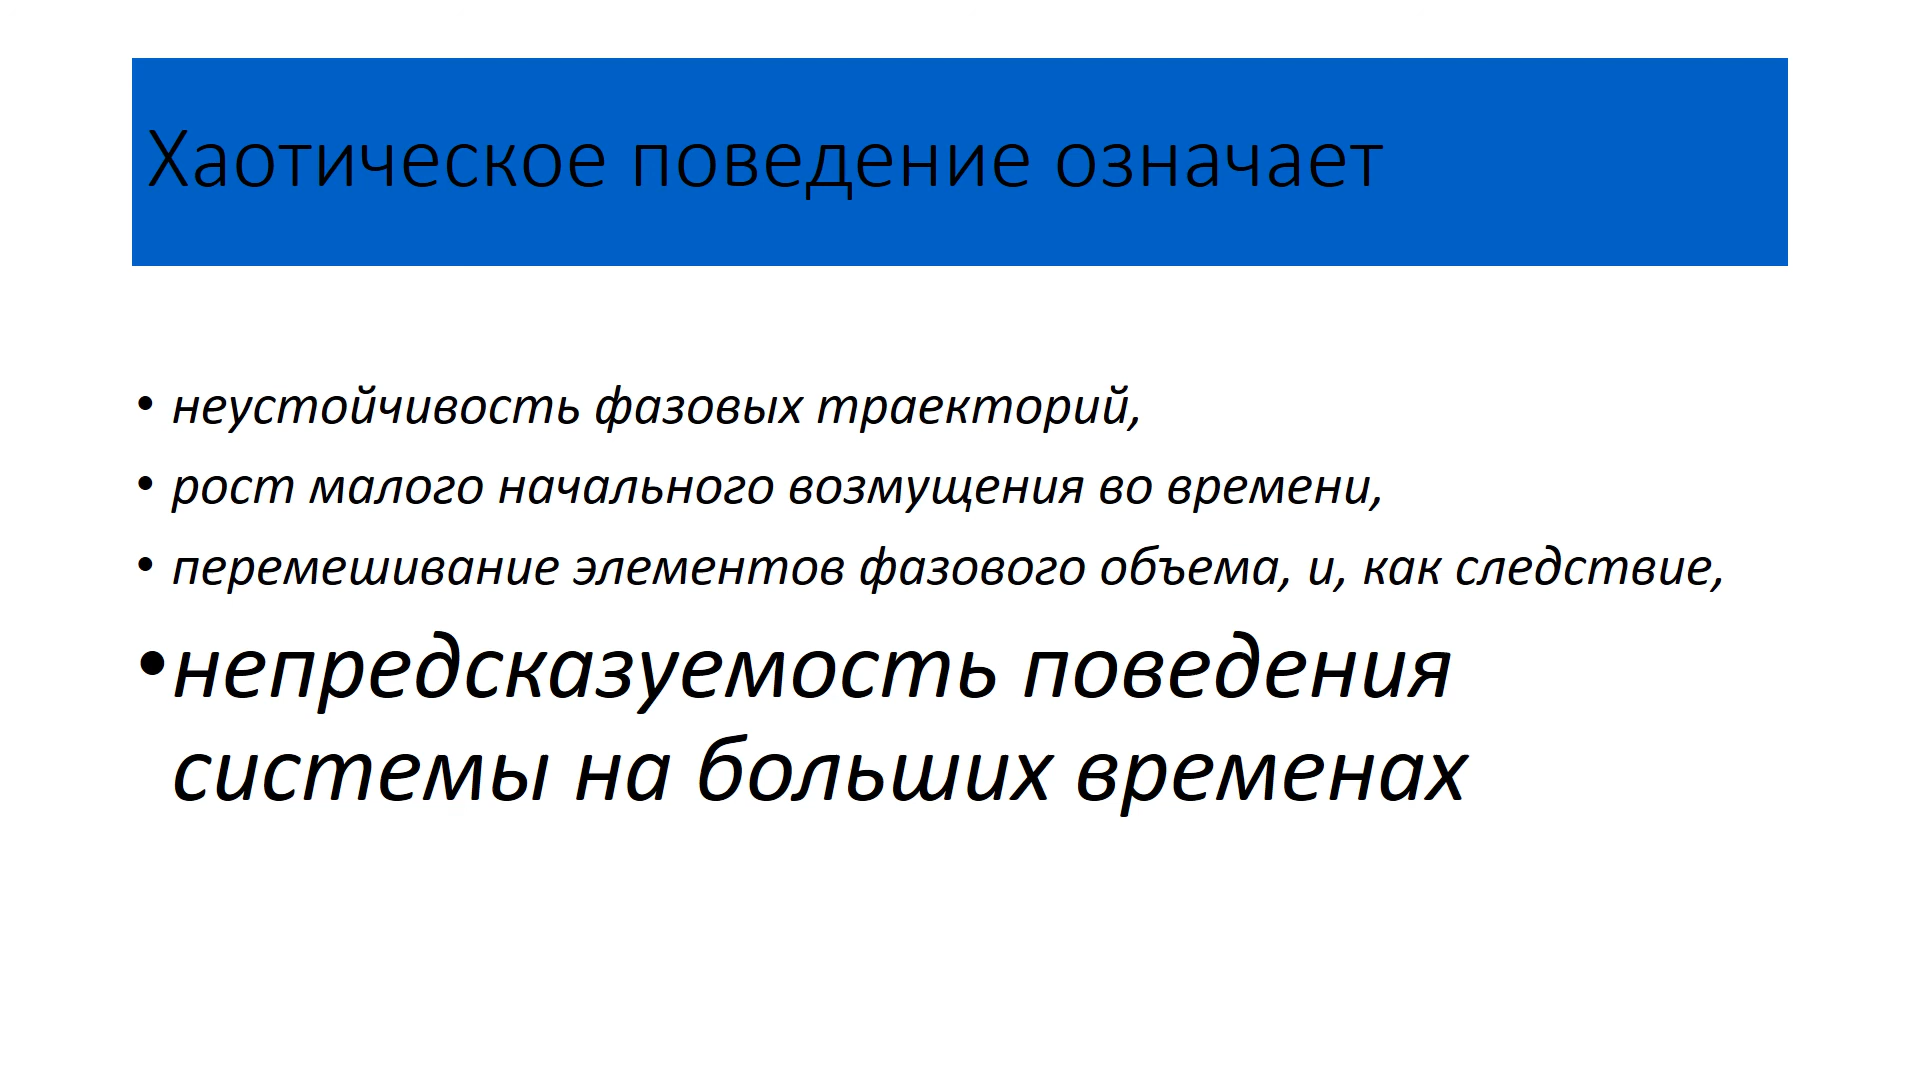 Хаотическое поведение означает
• неустойчивость фазовых траекторий,
• рост малого начального возмущения во времени,
• перемешивание элементов фазового объема, и, как следствие,
•непредсказуемость поведения
системы на больших временах